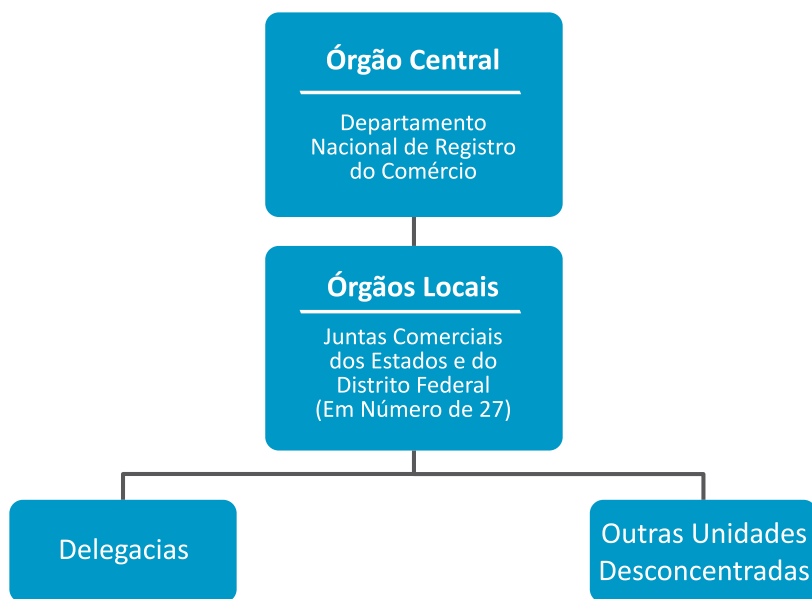 Órgão Central
Departamento
Nacional de Registro
do Comércio
Órgãos Locais
Juntas Comerciais
dos Estados e do
Distrito Federal
(Em Número de 27)
Delegacias
Outras Unidades
Desconcentradas